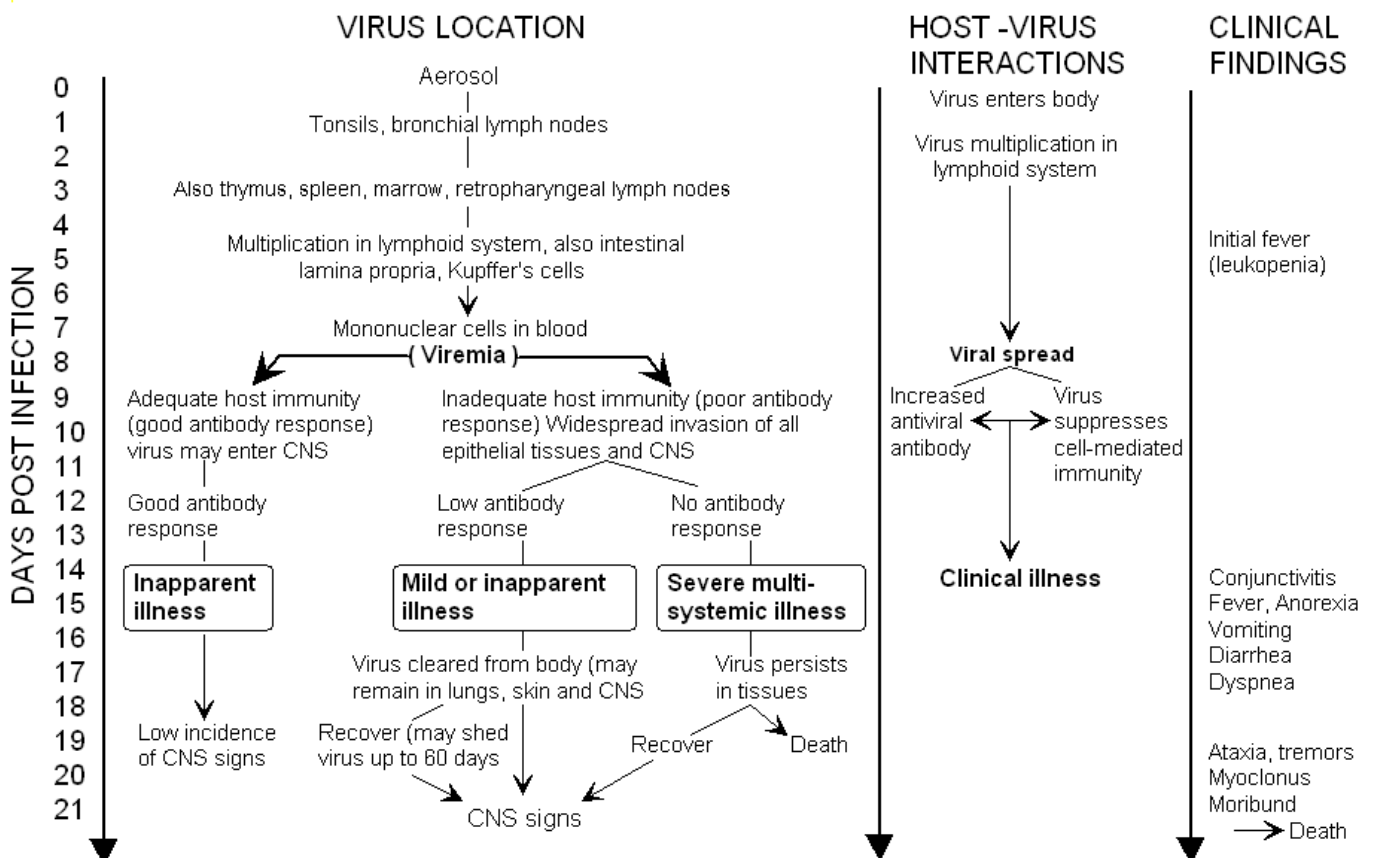 VIRUS LOCATION
HOST -VIRUS
INTERACTIONS
CLINICAL
FINDINGS
DAYS POST INFECTION
0
1
2
3
4
5
6
7
8
9
10
11
12
13
14
15
16
17
18
19
20
21
Aerosol
Tonsils, bronchial lymph nodes
Also thymus, spleen, marrow, retropharyngeal lymph nodes
Multiplication in lymphoid system, also intestinal
lamina propria, Kupffer's cells
Mononuclear cells in blood
( Viremia )
Adequate host immunity
(good antibody response)
virus may enter CNS
Inadequate host immunity (poor antibody
response) Widespread invasion of all
epithelial tissues and CNS
Good antibody
response
Low antibody
response
No antibody
response
Inapparent
illness
Mild or inapparent
illness
Severe multi-
systemic illness
Virus cleared from body (may
remain in lungs, skin and CNS
Virus persists
in tissues
Low incidence
of CNS signs
Recover (may shed
virus up to 60 days
Recover
Death
CNS signs
Virus enters body
Virus multiplication in
lymphoid system
Viral spread
Increased
antiviral
antibody
Virus
suppresses
cell-mediated
immunity
Clinical illness
Initial fever
(leukopenia)
Conjunctivitis
Fever, Anorexia
Vomiting
Diarrhea
Dyspnea
Ataxia, tremors
Myoclonus
Moribund
Death